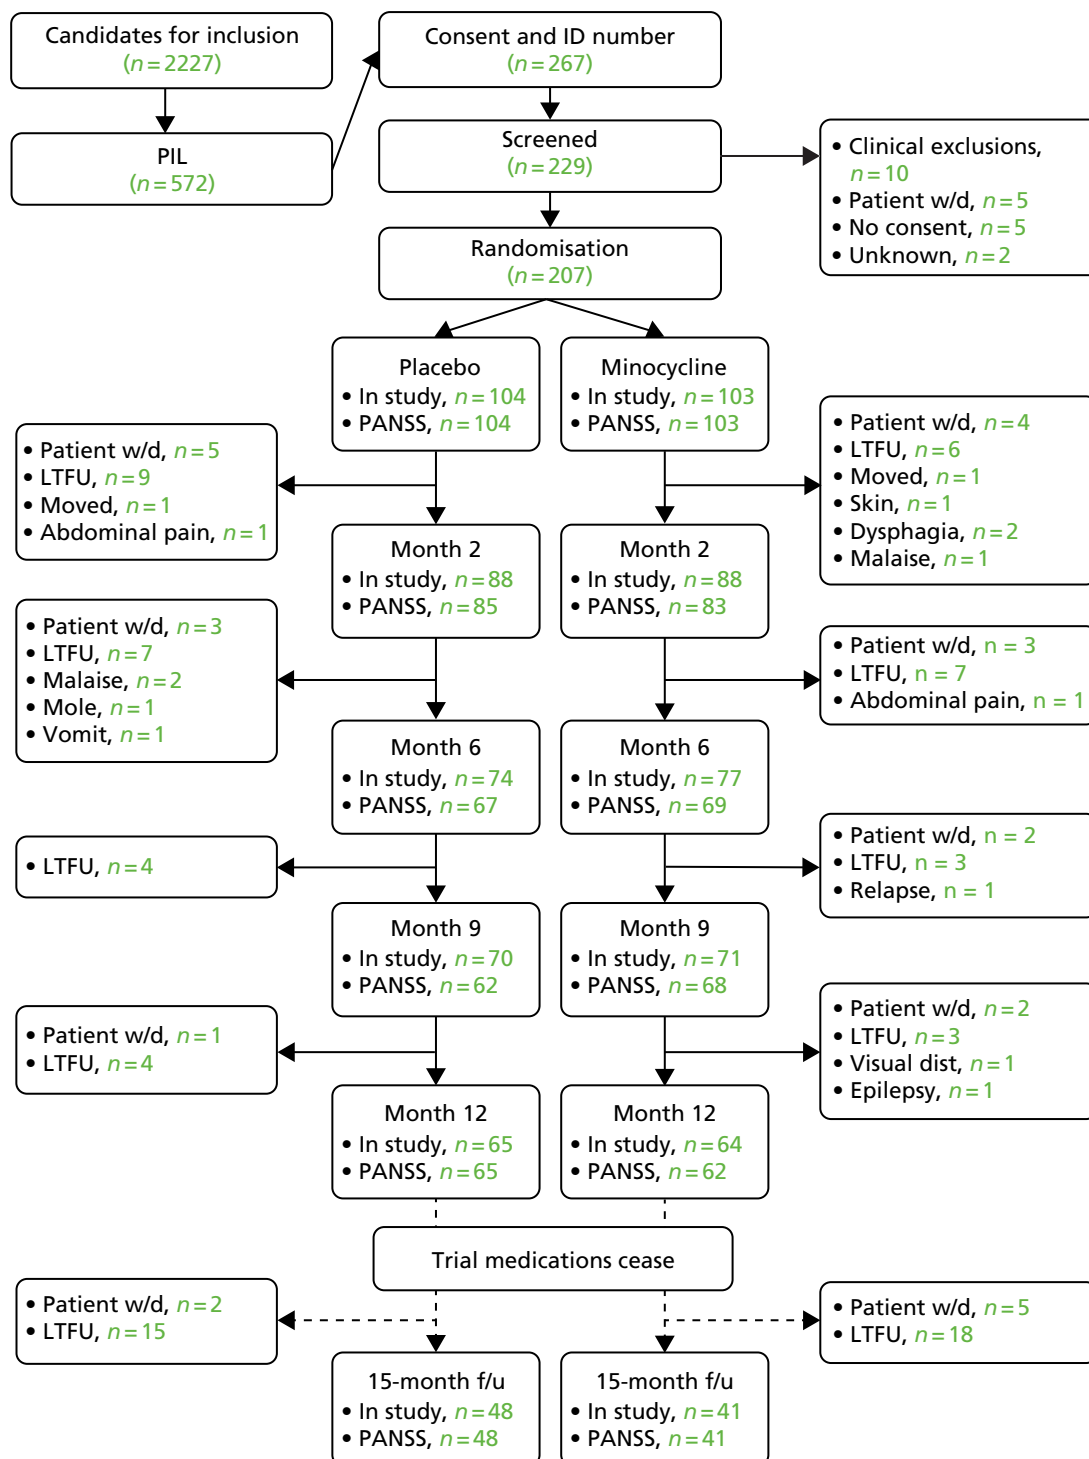 Candidates for inclusion
(n=2227)
PIL
(n=572)
Consent and ID number
(n=267)
Screened
(n=229)
• Clinical exclusions,
n=10
• Patient w/d, n=5
• No consent, n=5
• Unknown, n=2
Randomisation
(n=207)
Placebo
• In study, n=104
• PANSS, n=104
Minocycline
• In study, n=103
• PANSS, n=103
• Patient w/d, n=5
• LTFU, n=9
• Moved, n=1
• Abdominal pain, n=1
• Patient w/d, n=4
• LTFU, n=6
• Moved, n=1
• Skin, n=1
• Dysphagia, n=2
• Malaise, n=1
Month 2
• In study, n=88
• PANSS, n=85
Month 2
• In study, n=88
• PANSS, n=83
• Patient w/d, n=3
• LTFU, n=7
• Malaise, n=2
• Mole, n=1
• Vomit, n=1
• Patient w/d, n = 3
• LTFU, n = 7
• Abdominal pain, n = 1
Month 6
• In study, n=74
• PANSS, n=67
Month 6
• In study, n=77
• PANSS, n=69
• LTFU, n=4
• Patient w/d, n = 2
• LTFU, n = 3
• Relapse, n = 1
Month 9
• In study, n=70
• PANSS, n=62
Month 9
• In study, n=71
• PANSS, n=68
• Patient w/d, n=1
• LTFU, n=4
• Patient w/d, n=2
• LTFU, n=3
• Visual dist, n=1
• Epilepsy, n=1
Month 12
• In study, n=65
• PANSS, n=65
Month 12
• In study, n=64
• PANSS, n=62
Trial medications cease
• Patient w/d, n=2
• LTFU, n=15
• Patient w/d, n=5
• LTFU, n=18
15-month f/u
• In study, n=48
• PANSS, n=48
15-month f/u
• In study, n=41
• PANSS, n=41